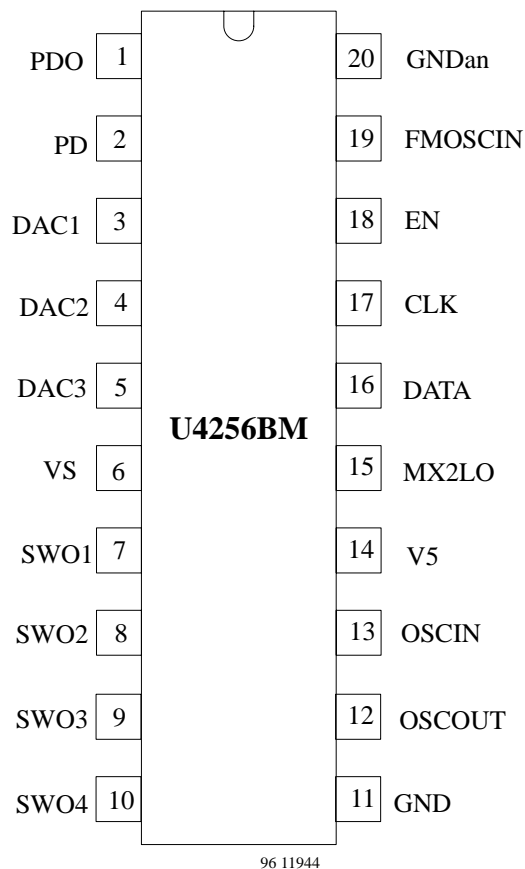 PDO 1 20 GNDan
PD 2 19 FMOSCIN
DAC1 3 18 EN
DAC2 4 17 CLK
DAC3 5 16 DATA
U4256BM
VS 6 15 MX2LO
SWO1 7 14 V5
SWO2 8 13 OSCIN
SWO3 9 12 OSCOUT
SWO4 10 11 GND
96 11944